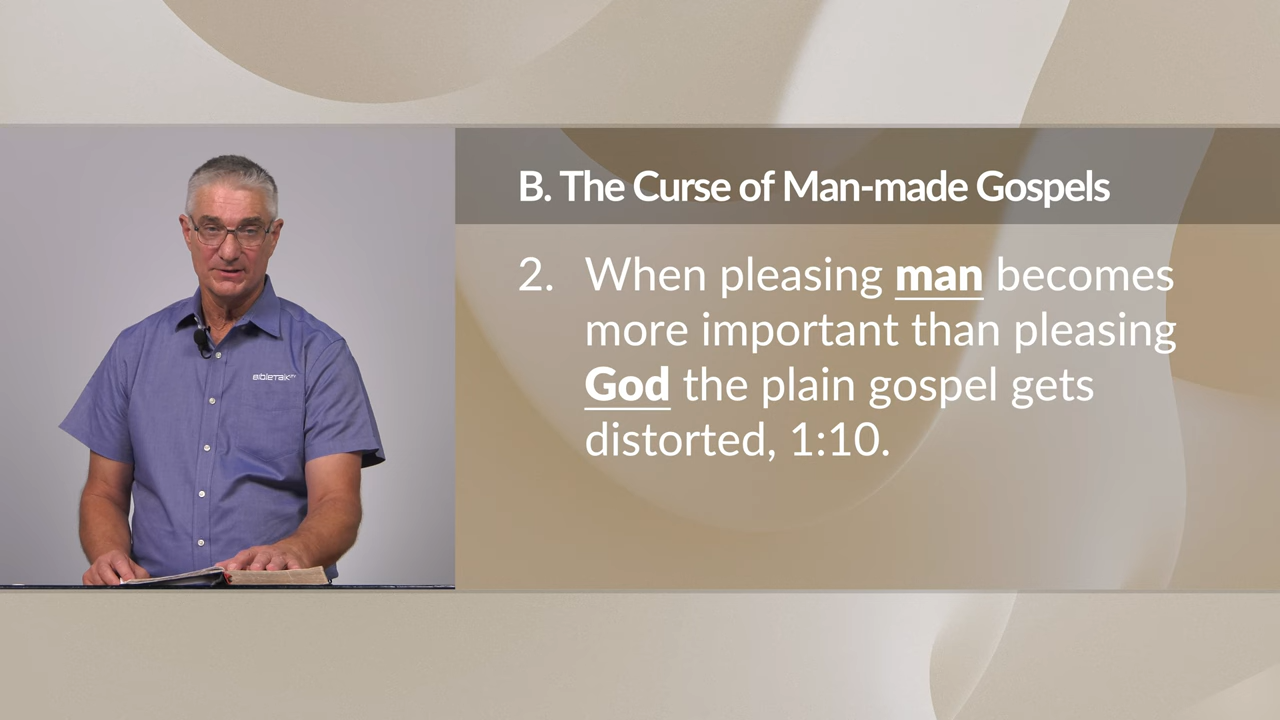 B. The Curse of Man-made Gospels
2. When pleasing man becomes
more important than pleasing
God the plain gospel gets
distorted, 1:10.
BibleTalk